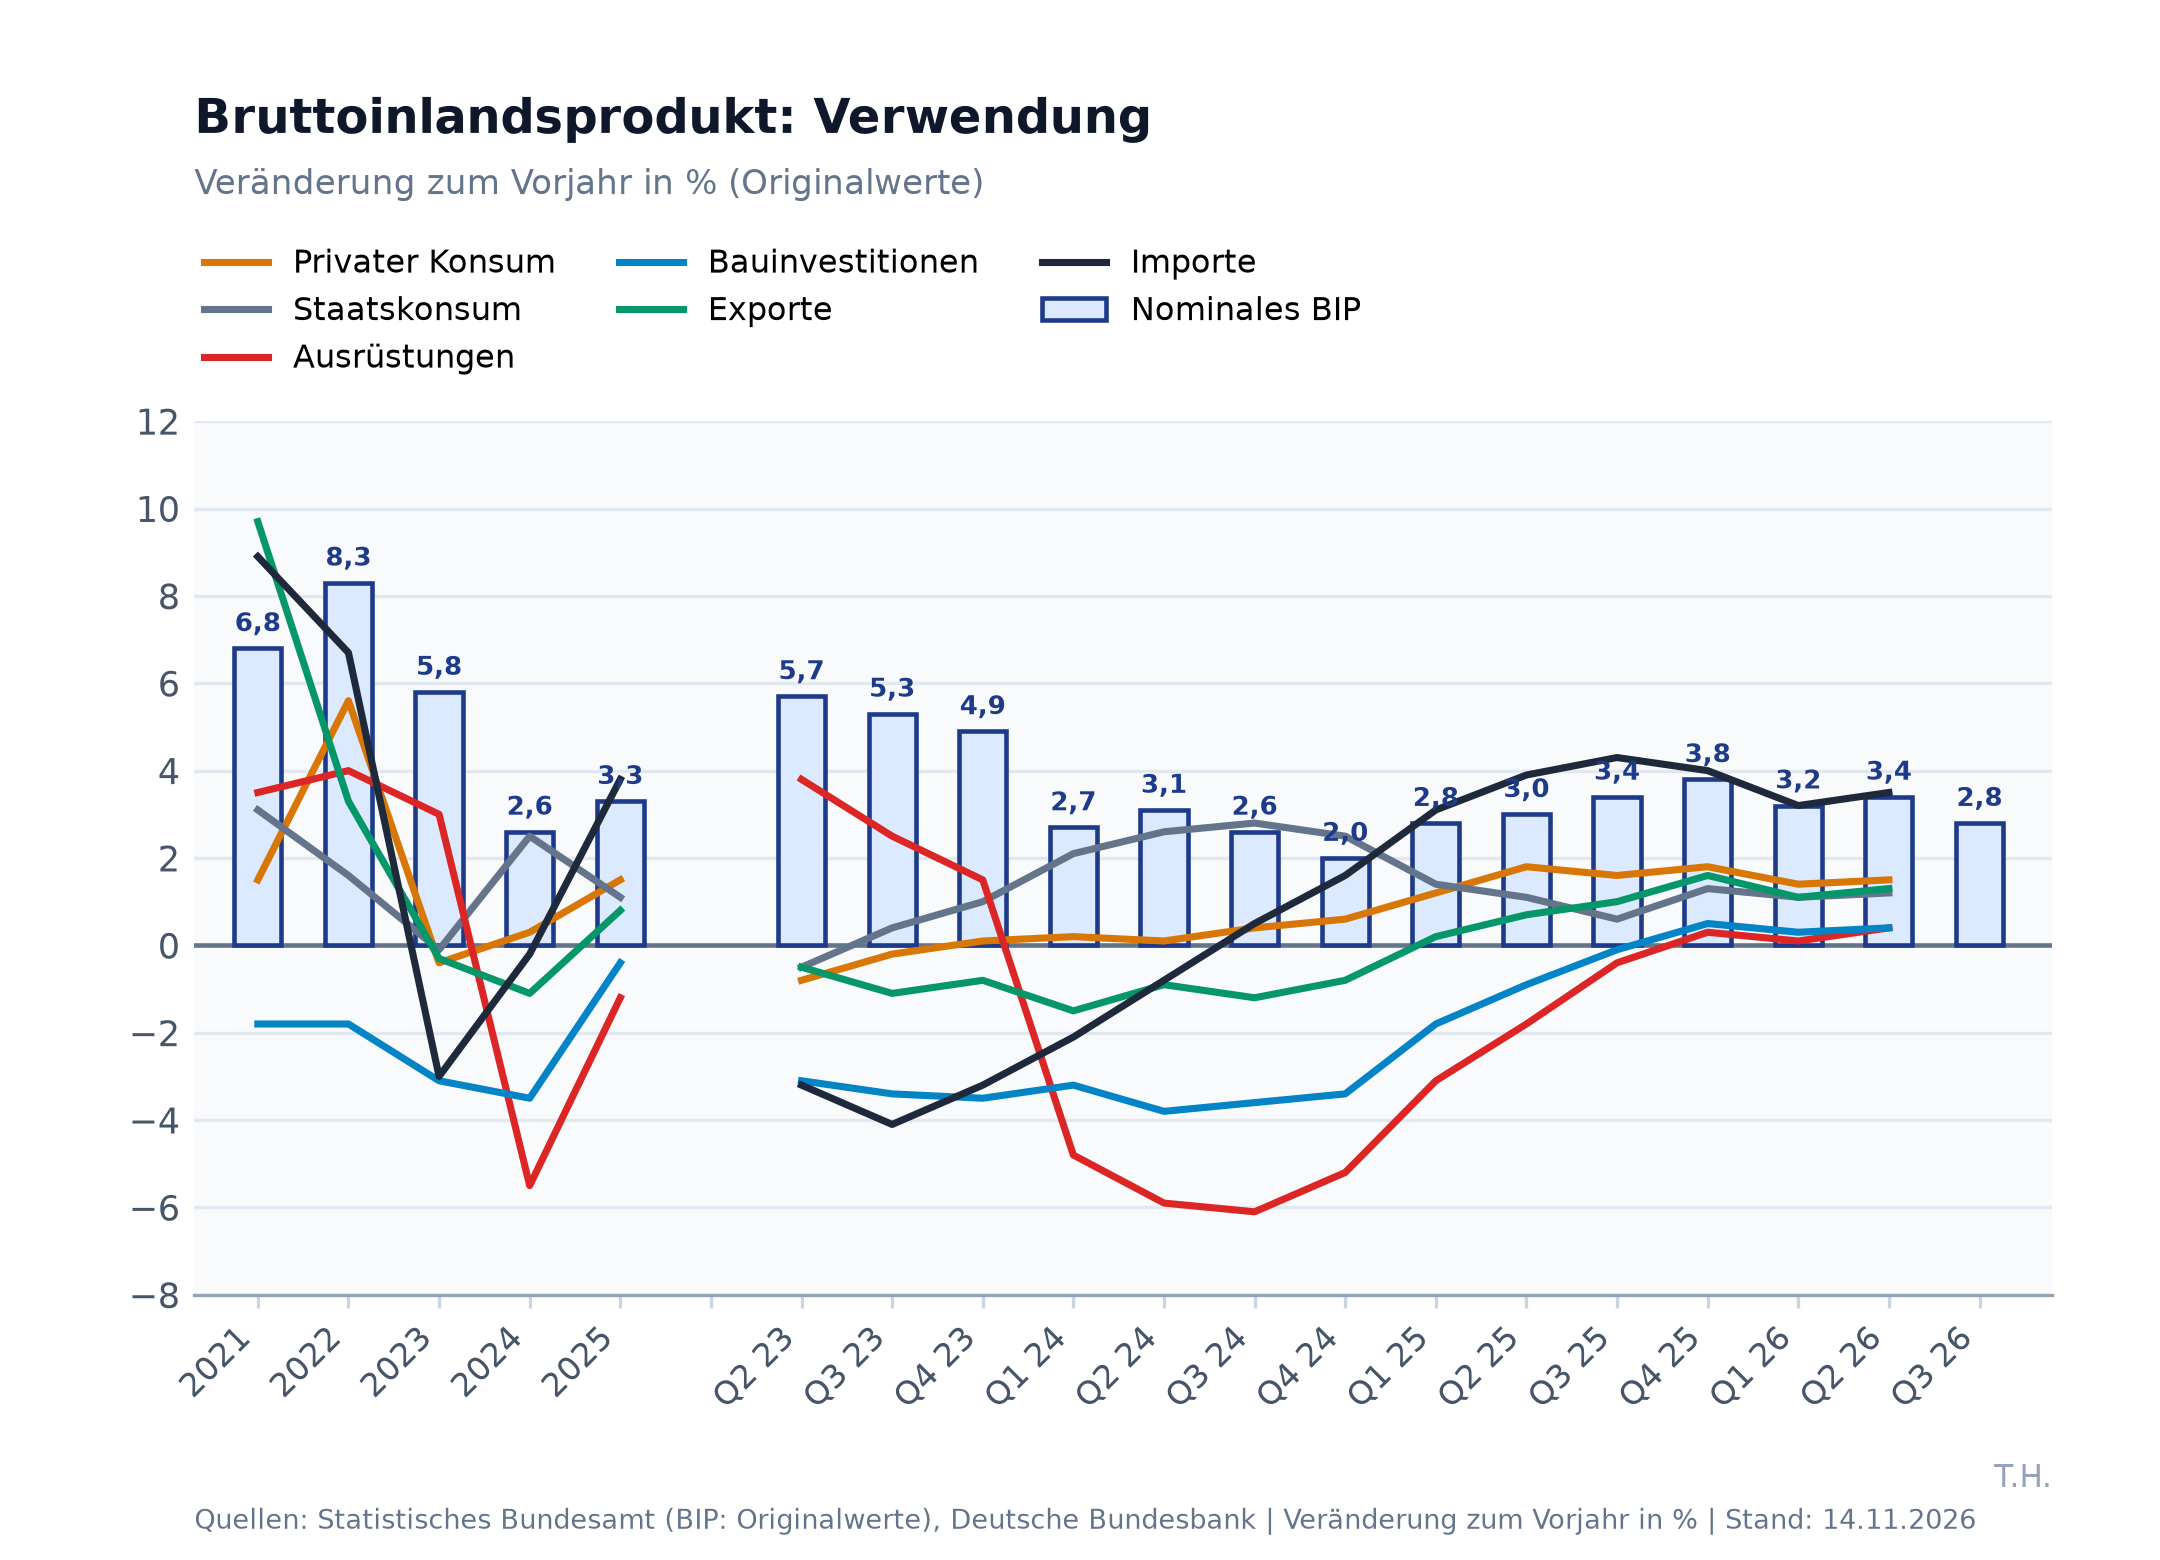 Bruttoinlandsprodukt: Verwendung
Veränderung zum Vorjahr in % (Originalwerte)
Privater Konsum
Staatskonsum
Ausrüstungen
Bauinvestitionen
Exporte
Importe
Nominales BIP
12
10
8
6
4
2
0
−2
−4
−6
−8
6,8
8,3
5,8
2,6
3,3
5,7
5,3
4,9
2,7
3,1
2,6
2,0
2,8
3,0
3,4
3,8
3,2
3,4
2,8
2021
2022
2023
2024
2025
Q2 23
Q3 23
Q4 23
Q1 24
Q2 24
Q3 24
Q4 24
Q1 25
Q2 25
Q3 25
Q4 25
Q1 26
Q2 26
Q3 26
T.H.
Quellen: Statistisches Bundesamt (BIP: Originalwerte), Deutsche Bundesbank | Veränderung zum Vorjahr in % | Stand: 14.11.2026